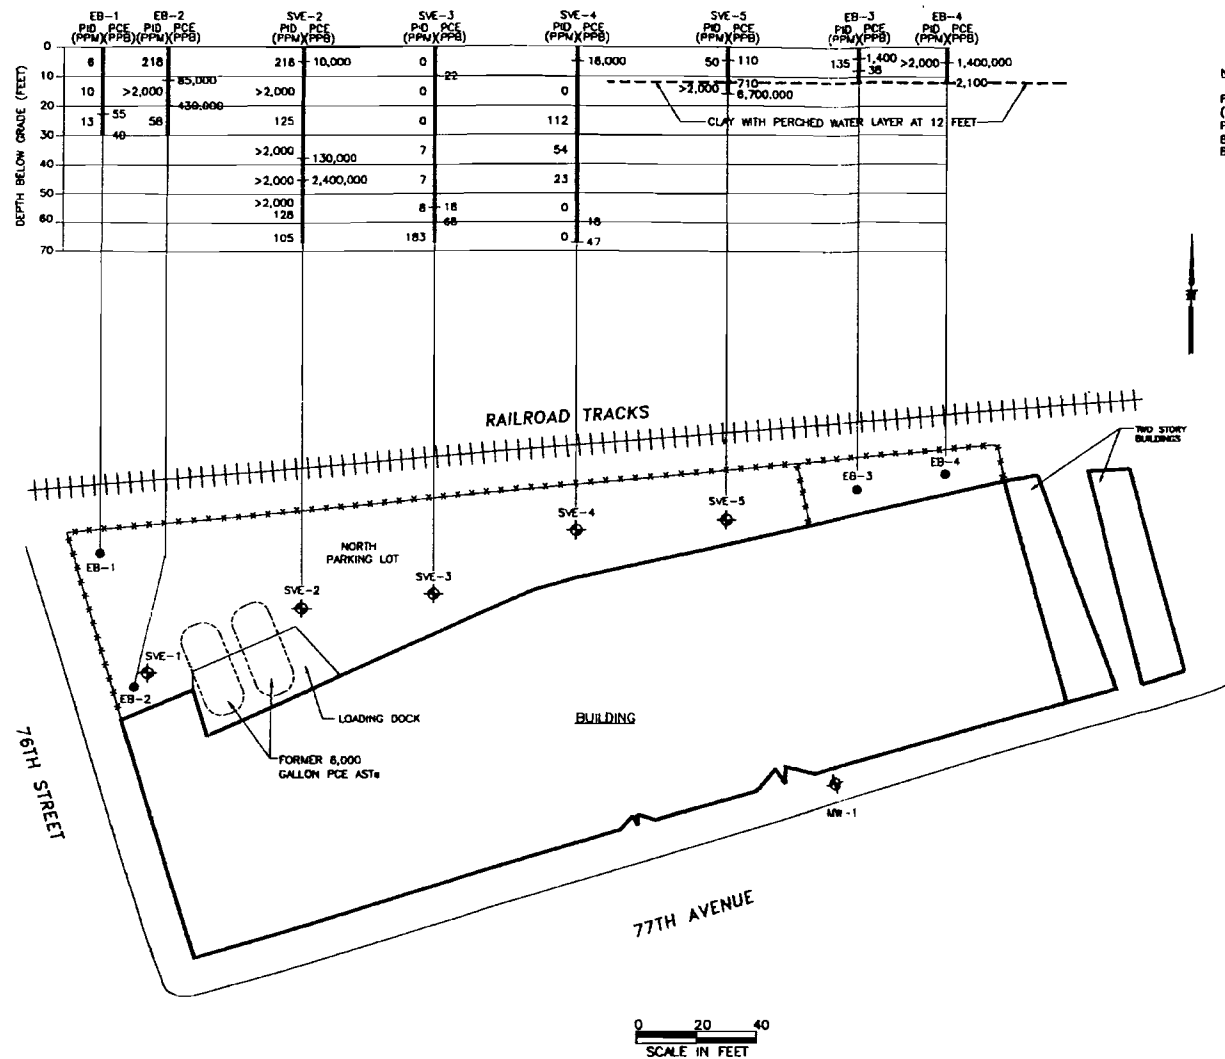 EB-1 EB-2 SVE-2 SVE-3 SVE-4 SVE-5 EB-3 EB-4
PID PCE PID PCE PID PCE PID PCE PID PCE PID PCE PID PCE PID PCE
(PPM)(PPB) (PPM)(PPB) (PPM)(PPB) (PPM)(PPB) (PPM)(PPB) (PPM)(PPB) (PPM)(PPB) (PPM)(PPB)
DEPTH BELOW GRADE (FEET)
0
6 218 218 10,000 0 18,000 50 110 135 1,400 >2,000 1,400,000
38
10 85,000 22 710 2,100
10 >2,000 >2,000 0 0 >2,000 6,700,000
20 430,000
13 55 58 125 0 112 CLAY WITH PERCHED WATER LAYER AT 12 FEET
30 40
>2,000 130,000 7 54
40
>2,000 2,400,000 7 23
50
>2,000 8 18 0
128
60 68 18
105 183 0 47
70
RAILROAD TRACKS
TWO STORY
BUILDINGS
EB-4
EB-3
SVE-5
SVE-4
NORTH
PARKING LOT
EB-1
SVE-3
SVE-2
SVE-1
EB-2
LOADING DOCK
BUILDING
FORMER 6,000
GALLON PCE ASTs
76TH STREET
MW-1
77TH AVENUE
0 20 40
SCALE IN FEET